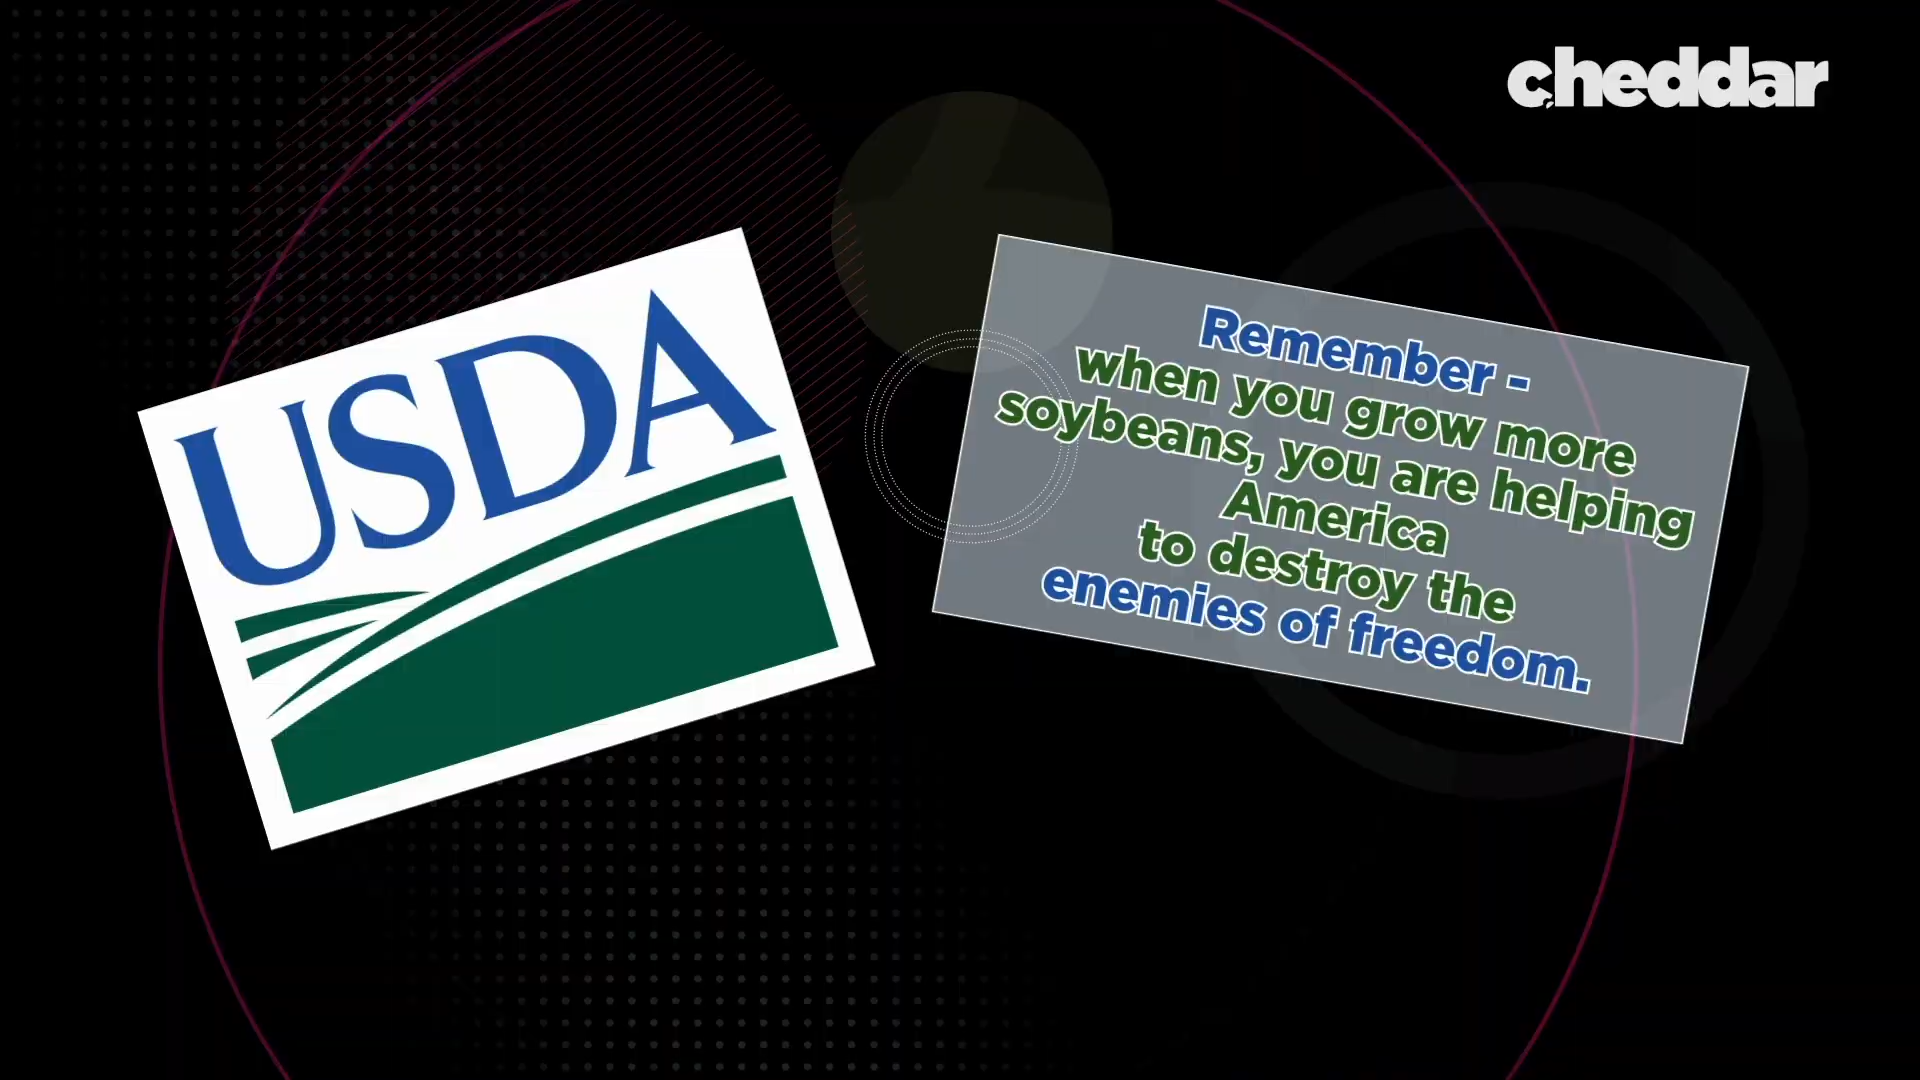 cheddar
USDA
Remember -
when you grow more
soybeans, you are helping
America
to destroy the
enemies of freedom.